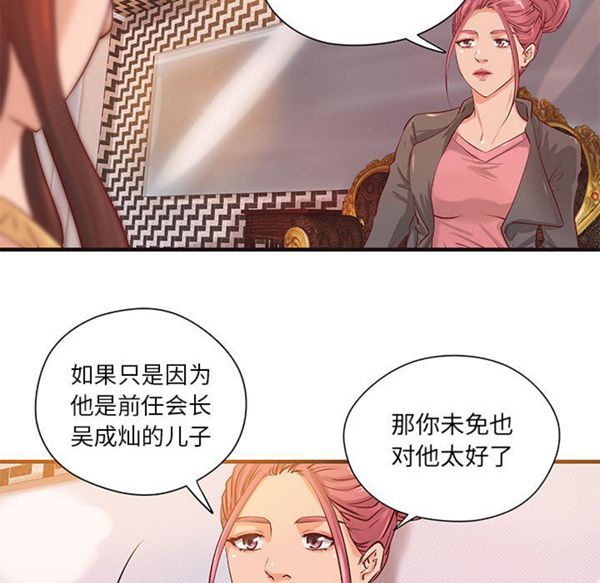 如果只是因为
他是前任会长
吴成灿的儿子
那你未免也
对他太好了